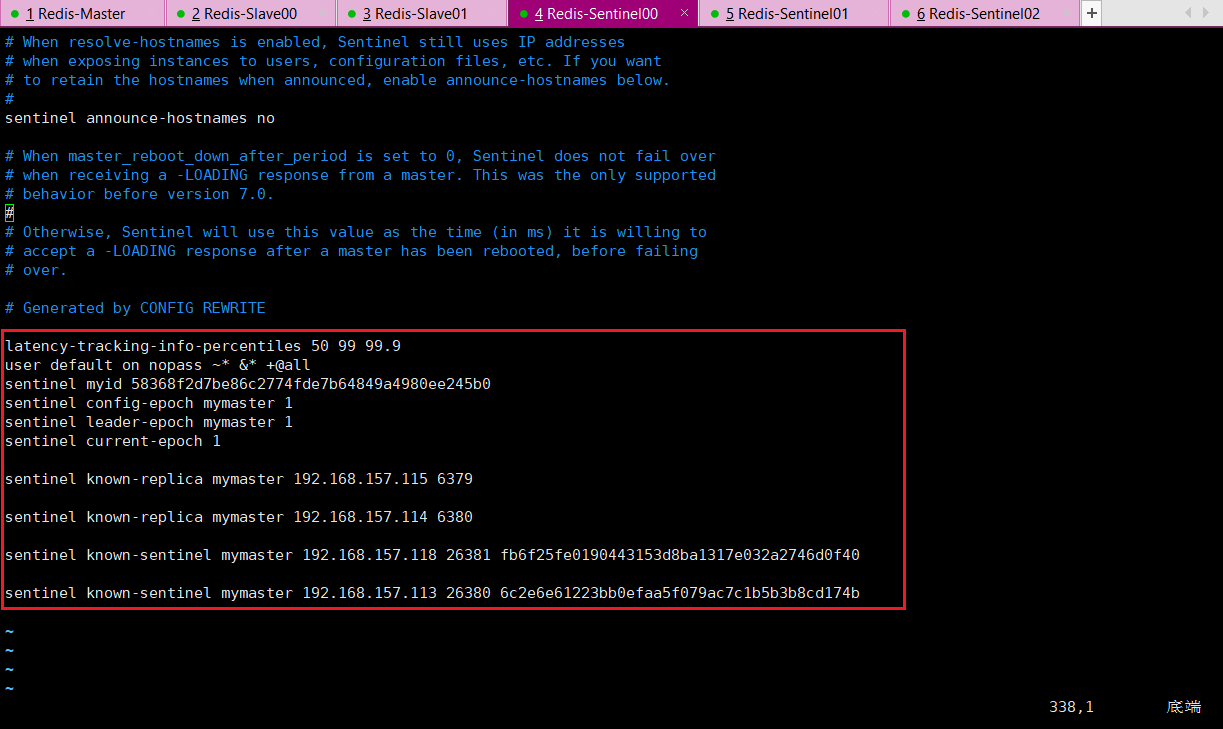 1 Redis-Master
2 Redis-Slave00
3 Redis-Slave01
4 Redis-Sentinel00 ×
5 Redis-Sentinel01
6 Redis-Sentinel02
+
# When resolve-hostnames is enabled, Sentinel still uses IP addresses
# when exposing instances to users, configuration files, etc. If you want
# to retain the hostnames when announced, enable announce-hostnames below.
#
sentinel announce-hostnames no
# When master_reboot_down_after_period is set to 0, Sentinel does not fail over
# when receiving a -LOADING response from a master. This was the only supported
# behavior before version 7.0.
#
# Otherwise, Sentinel will use this value as the time (in ms) it is willing to
# accept a -LOADING response after a master has been rebooted, before failing
# over.
# Generated by CONFIG REWRITE
latency-tracking-info-percentiles 50 99 99.9
user default on nopass ~* &* +@all
sentinel myid 58368f2d7be86c2774fde7b64849a4980ee245b0
sentinel config-epoch mymaster 1
sentinel leader-epoch mymaster 1
sentinel current-epoch 1
sentinel known-replica mymaster 192.168.157.115 6379
sentinel known-replica mymaster 192.168.157.114 6380
sentinel known-sentinel mymaster 192.168.157.118 26381 fb6f25fe0190443153d8ba1317e032a2746d0f40
sentinel known-sentinel mymaster 192.168.157.113 26380 6c2e6e61223bb0efaa5f079ac7c1b5b3b8cd174b
~
~
~
~
338,1 底端